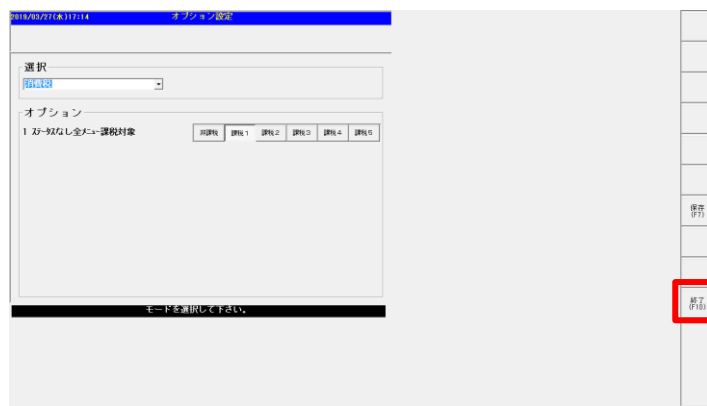 2019/03/27(水)17:14 オプション設定
選択
消費税
オプション
1 ステータスなし全メニュー課税対象 非課税 課税1 課税2 課税3 課税4 課税5
保存
(F7)
終了
(F10)
モードを選択して下さい。